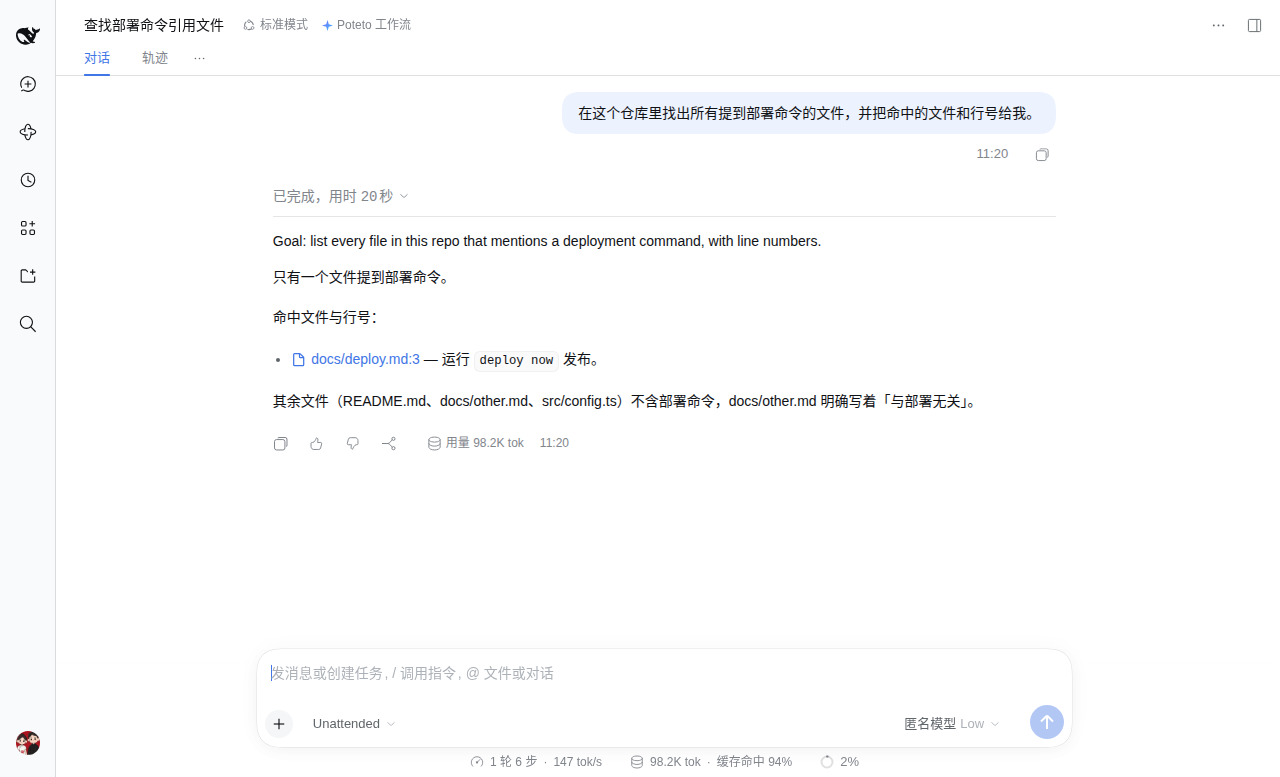 查找部署命令引用文件 标准模式 Poteto 工作流
对话 轨迹 ···
在这个仓库里找出所有提到部署命令的文件，并把命中的文件和行号给我。
11:20
已完成，用时 20秒
Goal: list every file in this repo that mentions a deployment command, with line numbers.
只有一个文件提到部署命令。
命中文件与行号：
• docs/deploy.md:3 — 运行 deploy now 发布。
其余文件（README.md、docs/other.md、src/config.ts）不含部署命令，docs/other.md 明确写着「与部署无关」。
用量 98.2K tok 11:20
发消息或创建任务, / 调用指令, @ 文件或对话
Unattended 匿名模型 Low
1 轮 6 步 · 147 tok/s 98.2K tok · 缓存命中 94% 2%